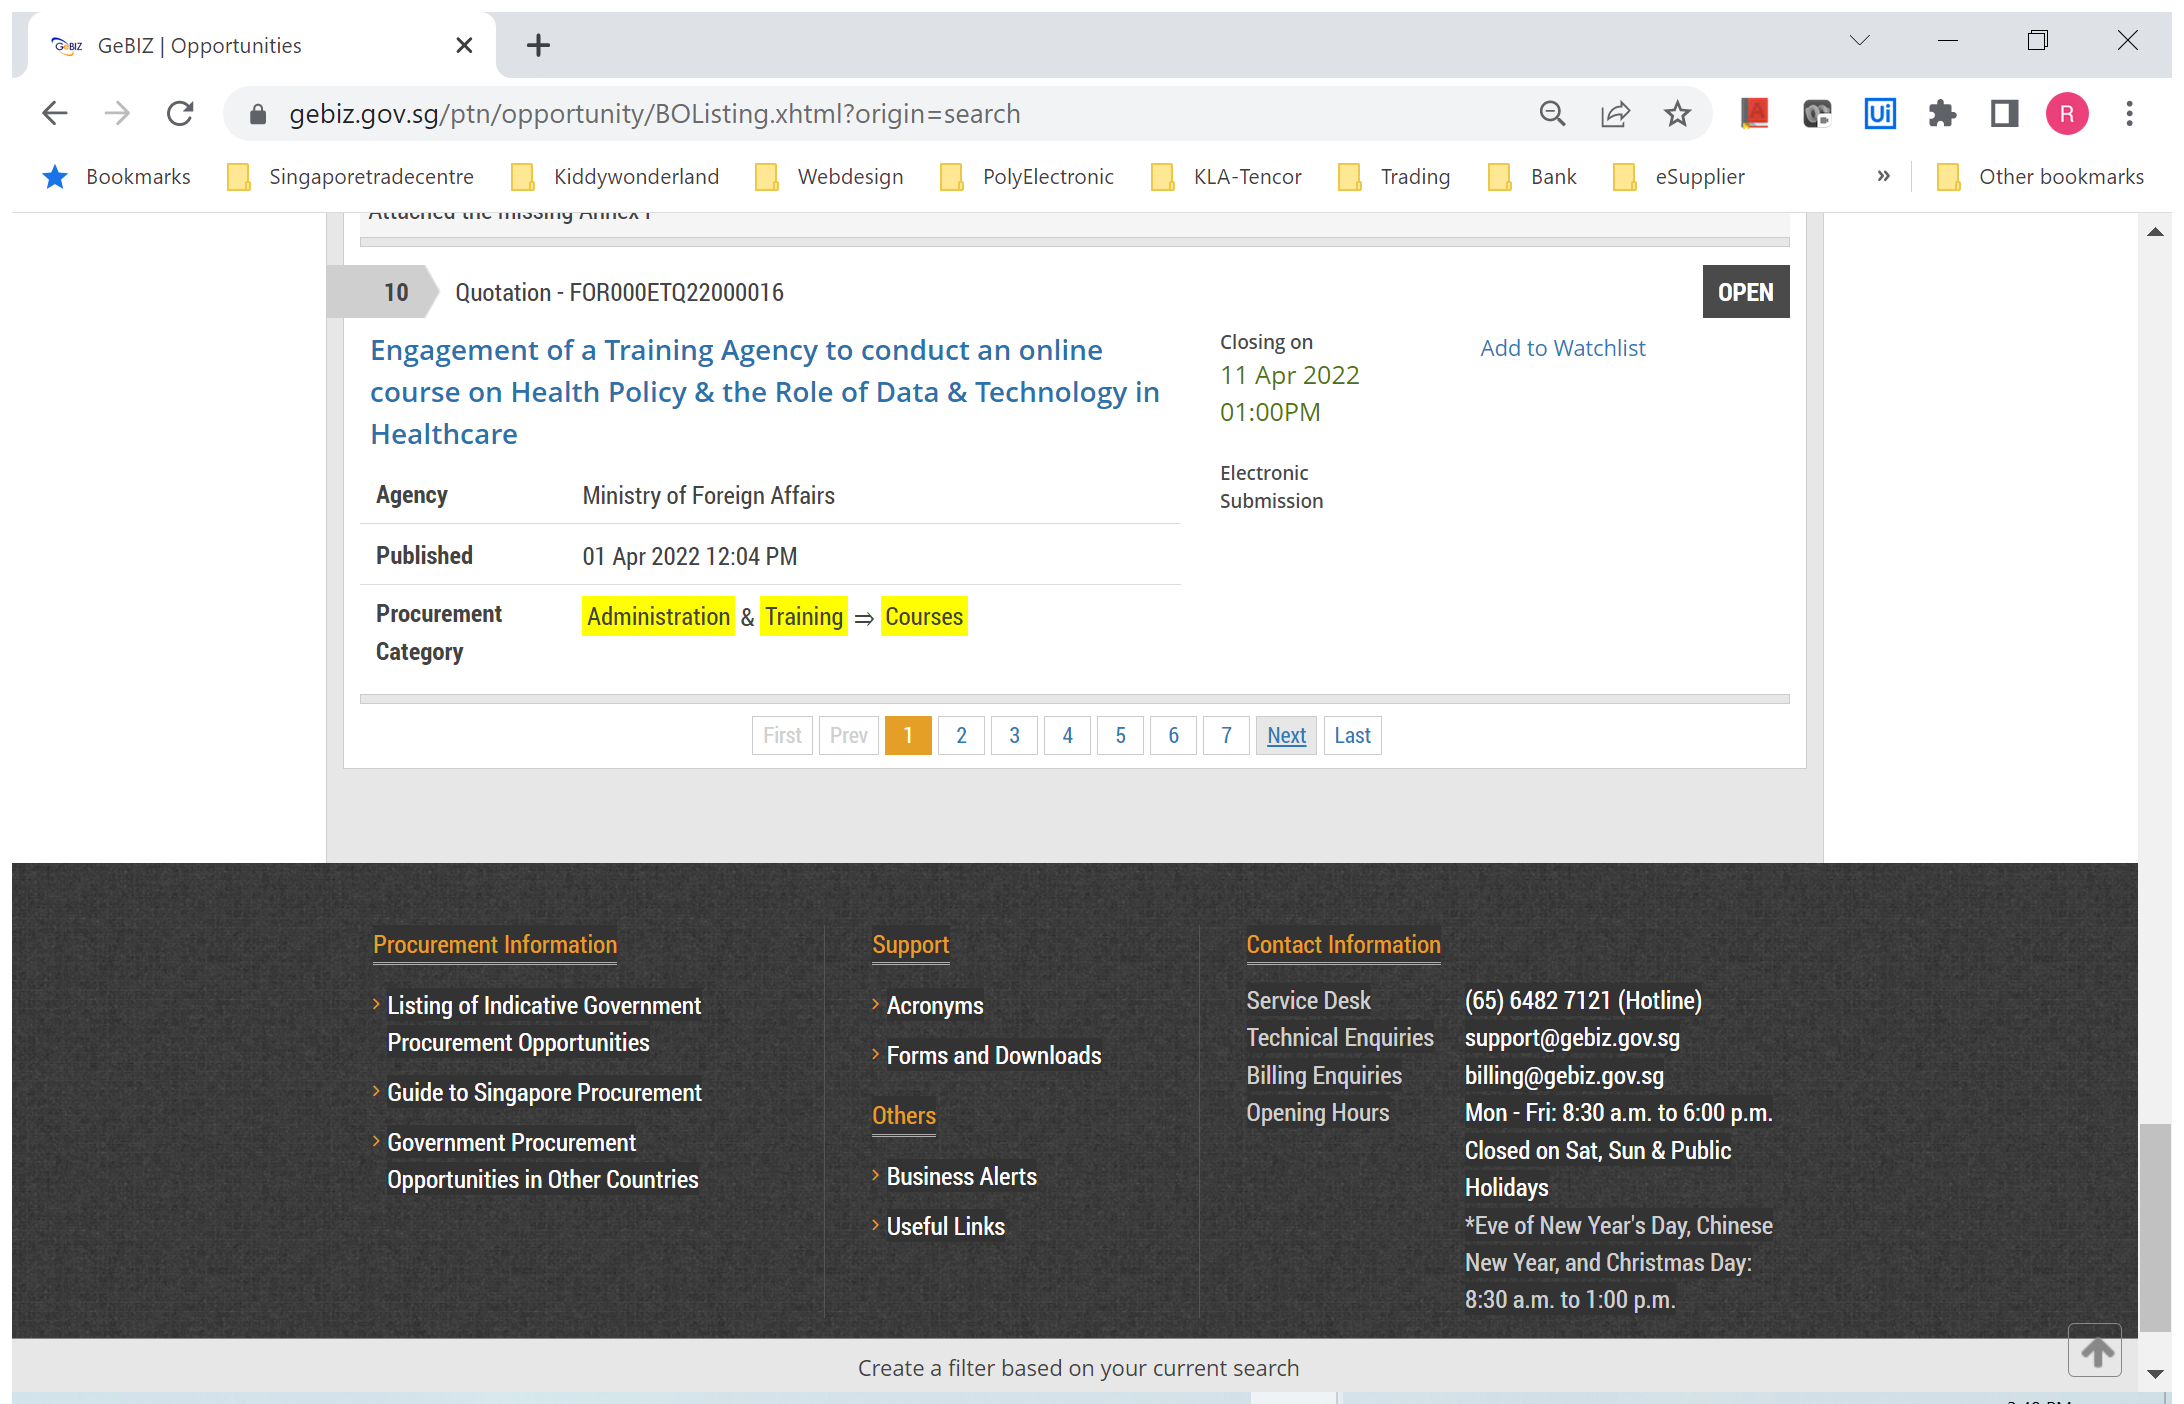 GeBIZ | Opportunities
gebiz.gov.sg/ptn/opportunity/BOListing.xhtml?origin=search
Ui
R
Bookmarks
Singaporetradecentre
Kiddywonderland
Webdesign
PolyElectronic
KLA-Tencor
Trading
Bank
eSupplier
»
Other bookmarks
Attached the missing Annex I
10
Quotation - FOR000ETQ22000016
OPEN
Engagement of a Training Agency to conduct an online
course on Health Policy & the Role of Data & Technology in
Healthcare
Closing on
11 Apr 2022
01:00PM
Add to Watchlist
Electronic
Submission
Agency Ministry of Foreign Affairs
Published 01 Apr 2022 12:04 PM
Procurement
Category
Administration & Training ⇒ Courses
First Prev 1 2 3 4 5 6 7 Next Last
Procurement Information
Listing of Indicative Government
Procurement Opportunities
Guide to Singapore Procurement
Government Procurement
Opportunities in Other Countries
Support
Acronyms
Forms and Downloads
Others
Business Alerts
Useful Links
Contact Information
Service Desk (65) 6482 7121 (Hotline)
Technical Enquiries support@gebiz.gov.sg
Billing Enquiries billing@gebiz.gov.sg
Opening Hours Mon - Fri: 8:30 a.m. to 6:00 p.m.
Closed on Sat, Sun & Public
Holidays
*Eve of New Year's Day, Chinese
New Year, and Christmas Day:
8:30 a.m. to 1:00 p.m.
Create a filter based on your current search